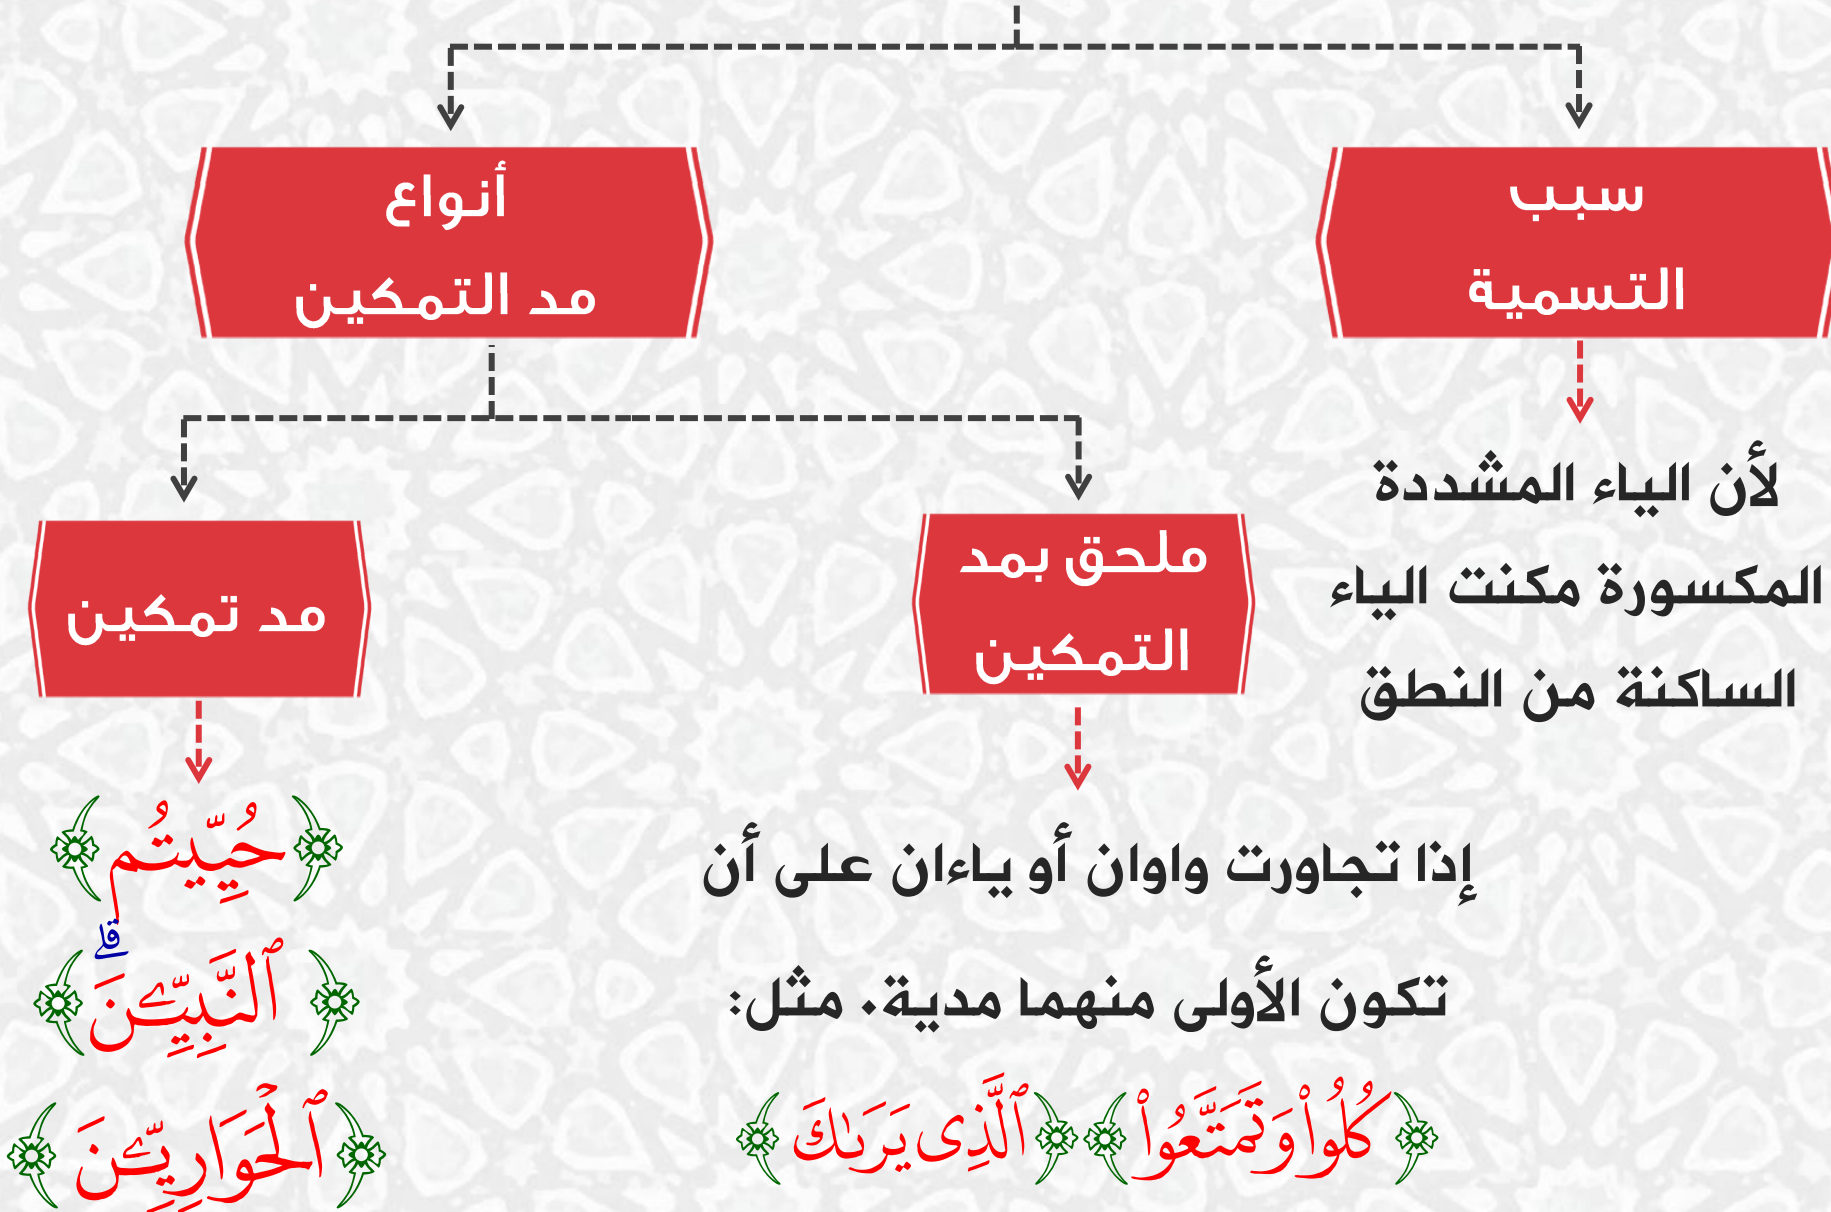 سبب
التسمية
لأن الياء المشددة
المكسورة مكنت الياء
الساكنة من النطق
أنواع
مد التمكين
ملحق بمد
التمكين
إذا تجاورت واوان أو ياءان على أن
تكون الأولى منهما مدية. مثل:
﴿كُلُوا۟ وَتَمَتَّعُوا۟﴾ ﴿ٱلَّذِى يَرَىٰكَ﴾
مد تمكين
﴿حُيِّيتُم﴾
﴿ٱلنَّبِيِّـۧنَۗ﴾
﴿ٱلْحَوَارِيِّـۧنَ﴾